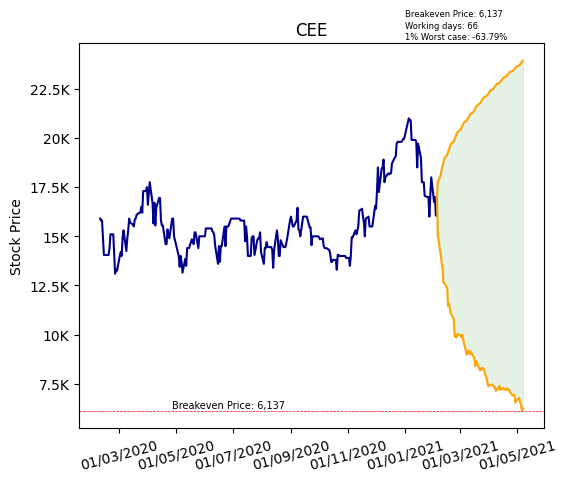 Breakeven Price: 6,137
Working days: 66
1% Worst case: -63.79%
CEE
Stock Price
22.5K
20K
17.5K
15K
12.5K
10K
7.5K
Breakeven Price: 6,137
01/03/2020 01/05/2020 01/07/2020 01/09/2020 01/11/2020 01/01/2021 01/03/2021 01/05/2021